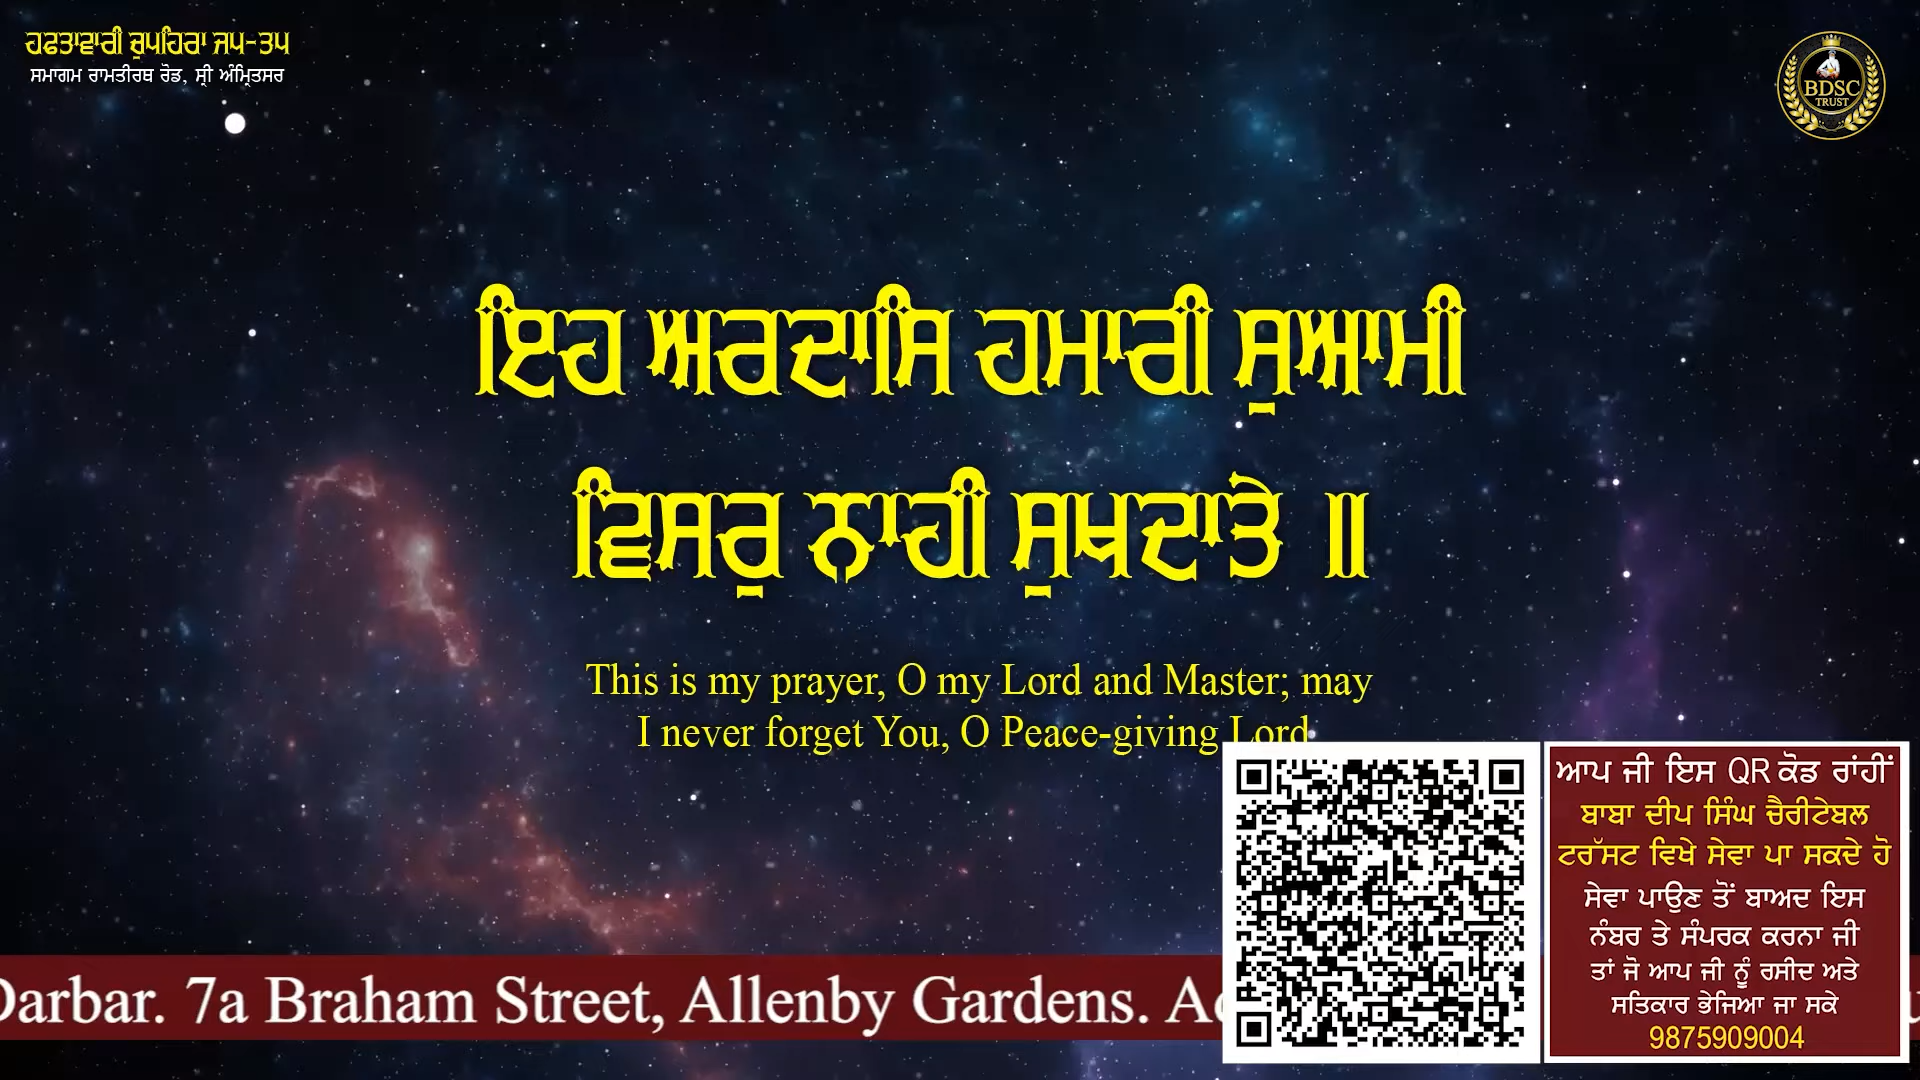 ਹਫਤਾਵਾਰੀ ਚੁਪਹਿਰਾ ਜਪ-ਤਪ
ਸਮਾਗਮ ਰਾਮਤੀਰਥ ਰੋਡ, ਸ੍ਰੀ ਅੰਮ੍ਰਿਤਸਰ
BDSC
TRUST
ਇਹ ਅਰਦਾਸਿ ਹਮਾਰੀ ਸੁਆਮੀ
ਵਿਸਰੁ ਨਾਹੀ ਸੁਖਦਾਤੇ ॥
This is my prayer, O my Lord and Master; may
I never forget You, O Peace-giving Lord
ਆਪ ਜੀ ਇਸ QR ਕੋਡ ਰਾਂਹੀਂ
ਬਾਬਾ ਦੀਪ ਸਿੰਘ ਚੈਰੀਟੇਬਲ
ਟਰੱਸਟ ਵਿਖੇ ਸੇਵਾ ਪਾ ਸਕਦੇ ਹੋ
ਸੇਵਾ ਪਾਉਣ ਤੋਂ ਬਾਅਦ ਇਸ
ਨੰਬਰ ਤੇ ਸੰਪਰਕ ਕਰਨਾ ਜੀ
ਤਾਂ ਜੋ ਆਪ ਜੀ ਨੂੰ ਰਸੀਦ ਅਤੇ
ਸਤਿਕਾਰ ਭੇਜਿਆ ਜਾ ਸਕੇ
9875909004
Darbar. 7a Braham Street, Allenby Gardens.